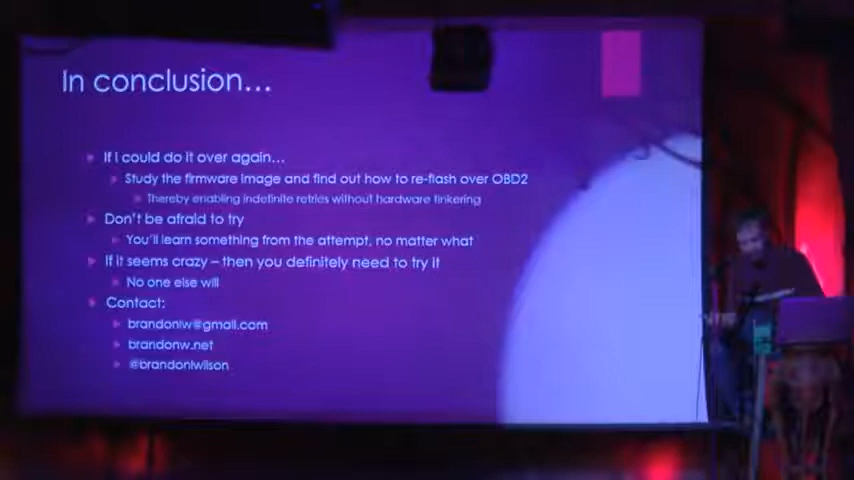 In conclusion...
If I could do it over again...
Study the firmware image and find out how to re-flash over OBD2
Thereby enabling indefinite retries without hardware tinkering
Don't be afraid to try
You'll learn something from the attempt, no matter what
If it seems crazy – then you definitely need to try it
No one else will
Contact:
brandonlw@gmail.com
brandonw.net
@brandonlwilson